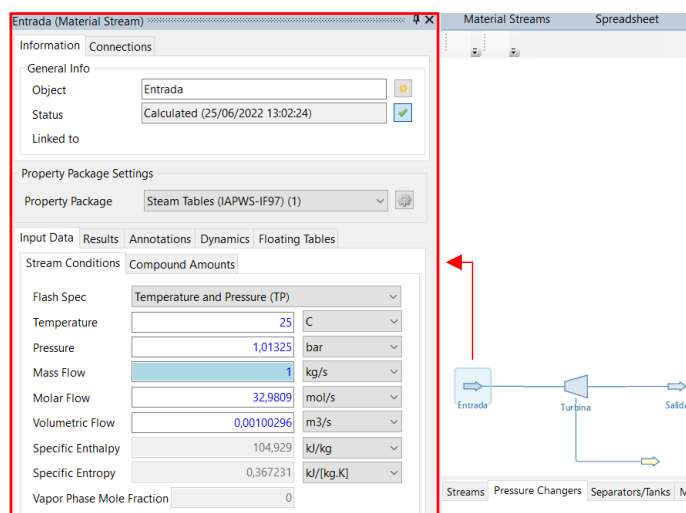 Entrada (Material Stream)
Material Streams Spreadsheet
Information Connections
General Info
Object Entrada
Status Calculated (25/06/2022 13:02:24)
Linked to
Property Package Settings
Property Package Steam Tables (IAPWS-IF97) (1)
Input Data Results Annotations Dynamics Floating Tables
Stream Conditions Compound Amounts
Flash Spec Temperature and Pressure (TP)
Temperature 25 C
Pressure 1,01325 bar
Mass Flow 1 kg/s
Molar Flow 32,9809 mol/s
Volumetric Flow 0,00100296 m3/s
Specific Enthalpy 104,929 kJ/kg
Specific Entropy 0,367231 kJ/[kg.K]
Vapor Phase Mole Fraction 0
Entrada Turbina Salida
Streams Pressure Changers Separators/Tanks M